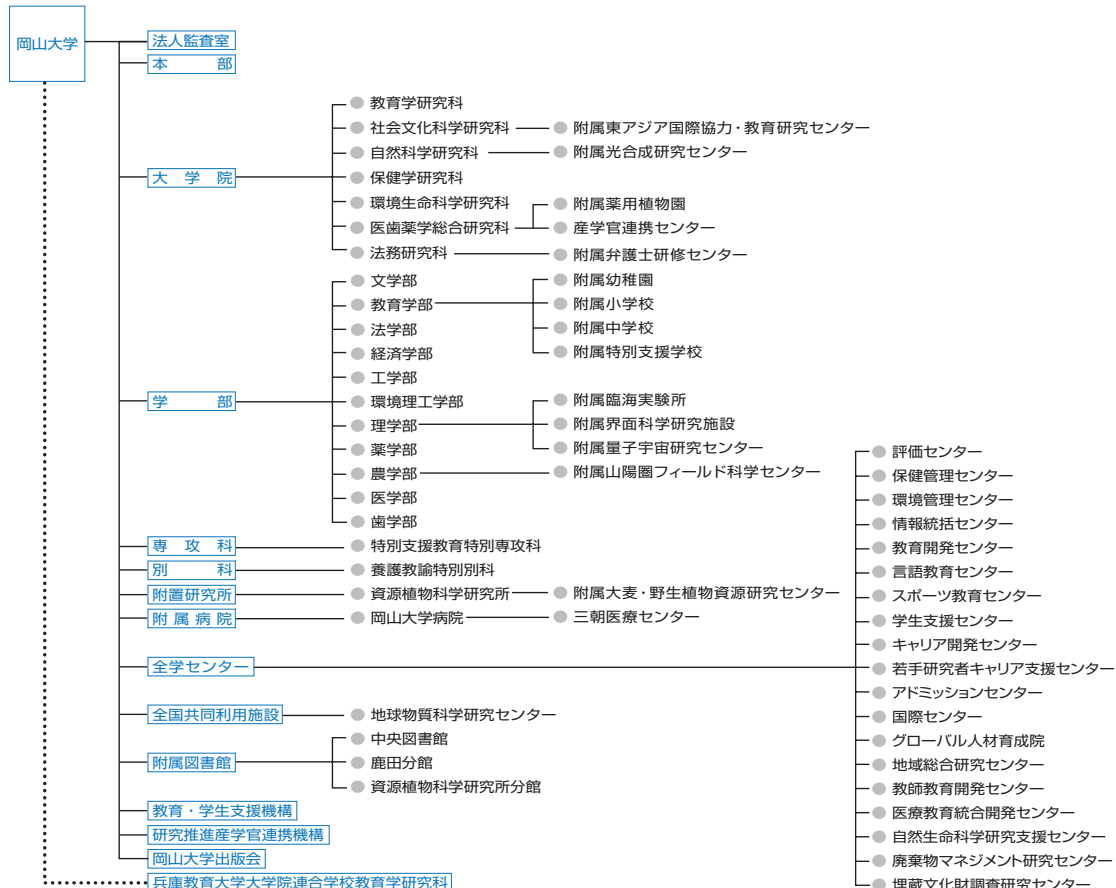 岡山大学
法人監査室
本部
大学院
教育学研究科
社会文化科学研究科
附属東アジア国際協力・教育研究センター
自然科学研究科
附属光合成研究センター
保健学研究科
環境生命科学研究科
医歯薬学総合研究科
附属薬用植物園
産学官連携センター
法務研究科
附属弁護士研修センター
学部
文学部
教育学部
附属幼稚園
附属小学校
附属中学校
附属特別支援学校
法学部
経済学部
工学部
環境理工学部
理学部
附属臨海実験所
附属界面科学研究施設
附属量子宇宙研究センター
薬学部
農学部
附属山陽圏フィールド科学センター
医学部
歯学部
専攻科
特別支援教育特別専攻科
別科
養護教諭特別別科
附置研究所
資源植物科学研究所
附属大麦・野生植物資源研究センター
附属病院
岡山大学病院
三朝医療センター
全学センター
評価センター
保健管理センター
環境管理センター
情報統括センター
教育開発センター
言語教育センター
スポーツ教育センター
学生支援センター
キャリア開発センター
若手研究者キャリア支援センター
アドミッションセンター
国際センター
グローバル人材育成院
地域総合研究センター
教師教育開発センター
医療教育統合開発センター
自然生命科学研究支援センター
廃棄物マネジメント研究センター
埋蔵文化財調査研究センター
全国共同利用施設
地球物質科学研究センター
附属図書館
中央図書館
鹿田分館
資源植物科学研究所分館
教育・学生支援機構
研究推進産学官連携機構
岡山大学出版会
兵庫教育大学大学院連合学校教育学研究科